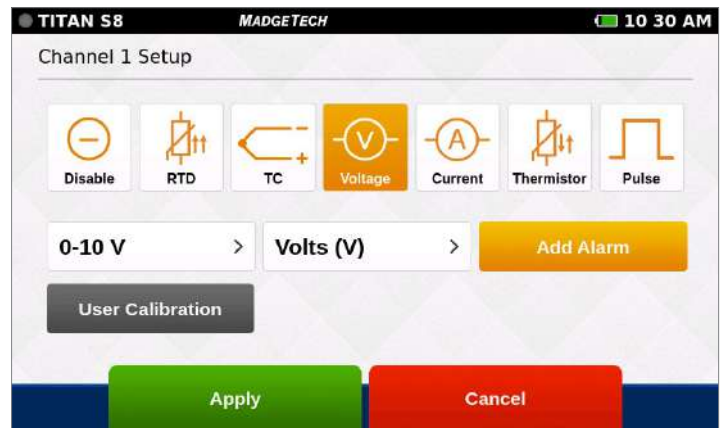 TITAN S8 MADGETECH 10 30 AM
Channel 1 Setup
Disable RTD TC Voltage Current Thermistor Pulse
0-10 V Volts (V) Add Alarm
User Calibration
Apply Cancel